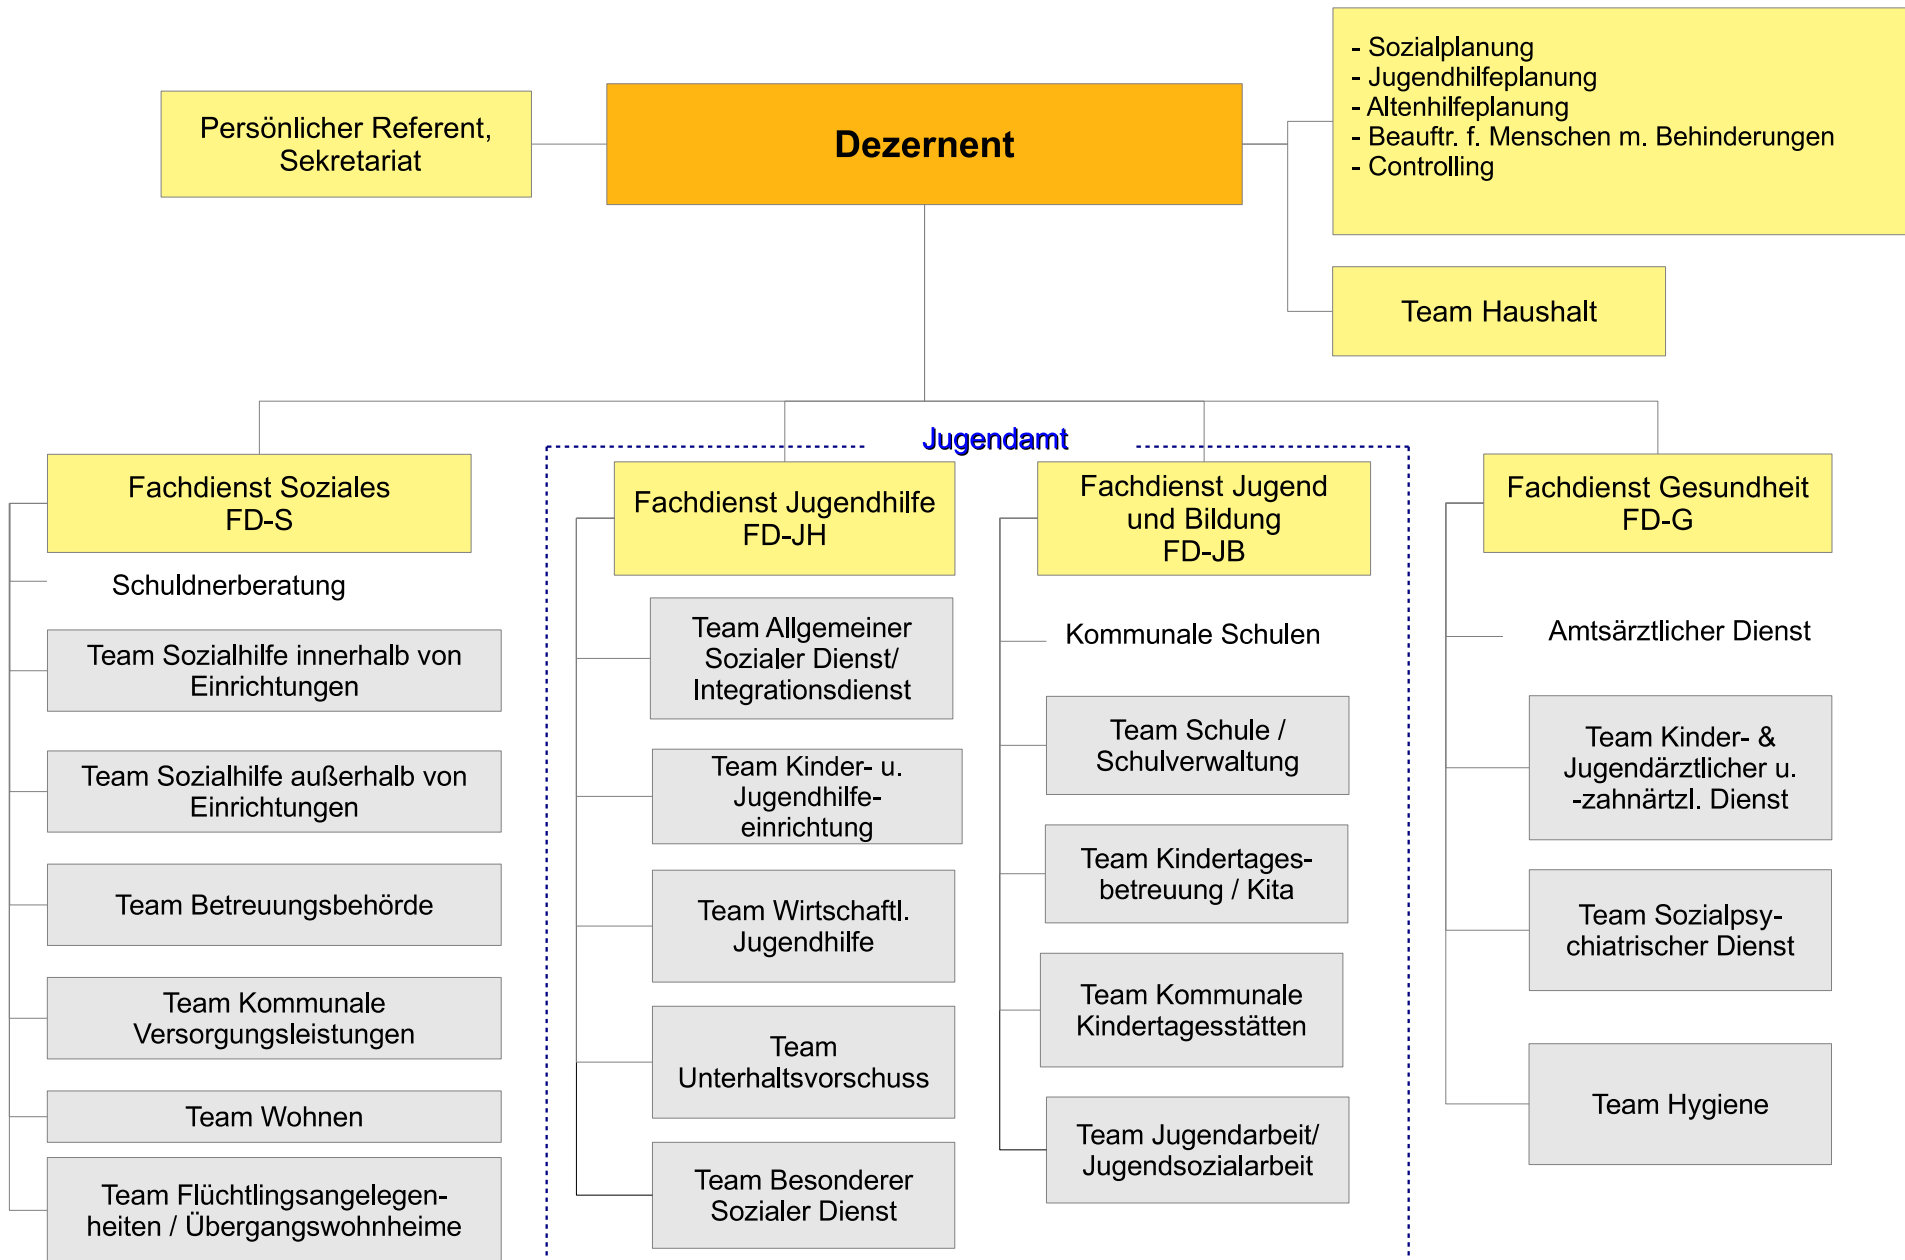 Persönlicher Referent,
Sekretariat
Dezernent
- Sozialplanung
- Jugendhilfeplanung
- Altenhilfeplanung
- Beauftr. f. Menschen m. Behinderungen
- Controlling
Team Haushalt
Jugendamt
Fachdienst Soziales
FD-S
Schuldnerberatung
Team Sozialhilfe innerhalb von
Einrichtungen
Team Sozialhilfe außerhalb von
Einrichtungen
Team Betreuungsbehörde
Team Kommunale
Versorgungsleistungen
Team Wohnen
Team Flüchtlingsangelegen-
heiten / Übergangswohnheime
Fachdienst Jugendhilfe
FD-JH
Team Allgemeiner
Sozialer Dienst/
Integrationsdienst
Team Kinder- u.
Jugendhilfe-
einrichtung
Team Wirtschaftl.
Jugendhilfe
Team
Unterhaltsvorschuss
Team Besonderer
Sozialer Dienst
Fachdienst Jugend
und Bildung
FD-JB
Kommunale Schulen
Team Schule /
Schulverwaltung
Team Kindertages-
betreuung / Kita
Team Kommunale
Kindertagesstätten
Team Jugendarbeit/
Jugendsozialarbeit
Fachdienst Gesundheit
FD-G
Amtsärztlicher Dienst
Team Kinder- &
Jugendärztlicher u.
-zahnärtzl. Dienst
Team Sozialpsy-
chiatrischer Dienst
Team Hygiene